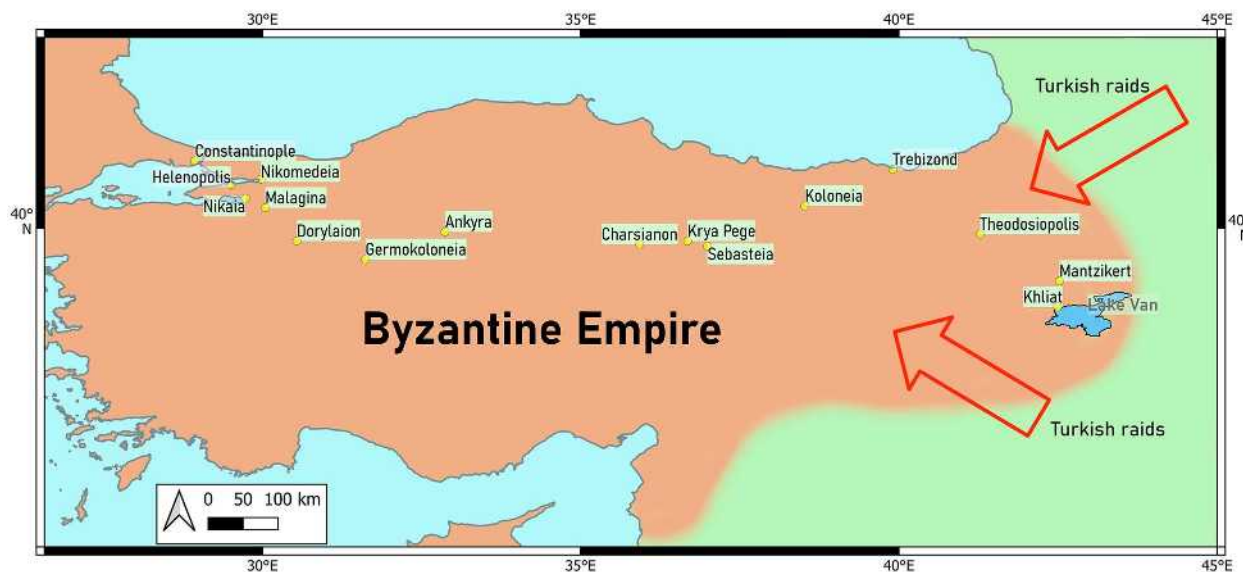 30°E
35°E
40°E
45°E
Turkish raids
Constantinople
Trebizond
Helenopolis
Nikomedeia
Nikaia
Malagina
Koloneia
40°
N
40°
N
Dorylaion
Ankyra
Charsianon
Krya Pege
Theodosiopolis
Germokoloneia
Sebasteia
Mantzikert
Khliat
Lake Van
Byzantine Empire
Turkish raids
0 50 100 km
30°E
35°E
40°E
45°E